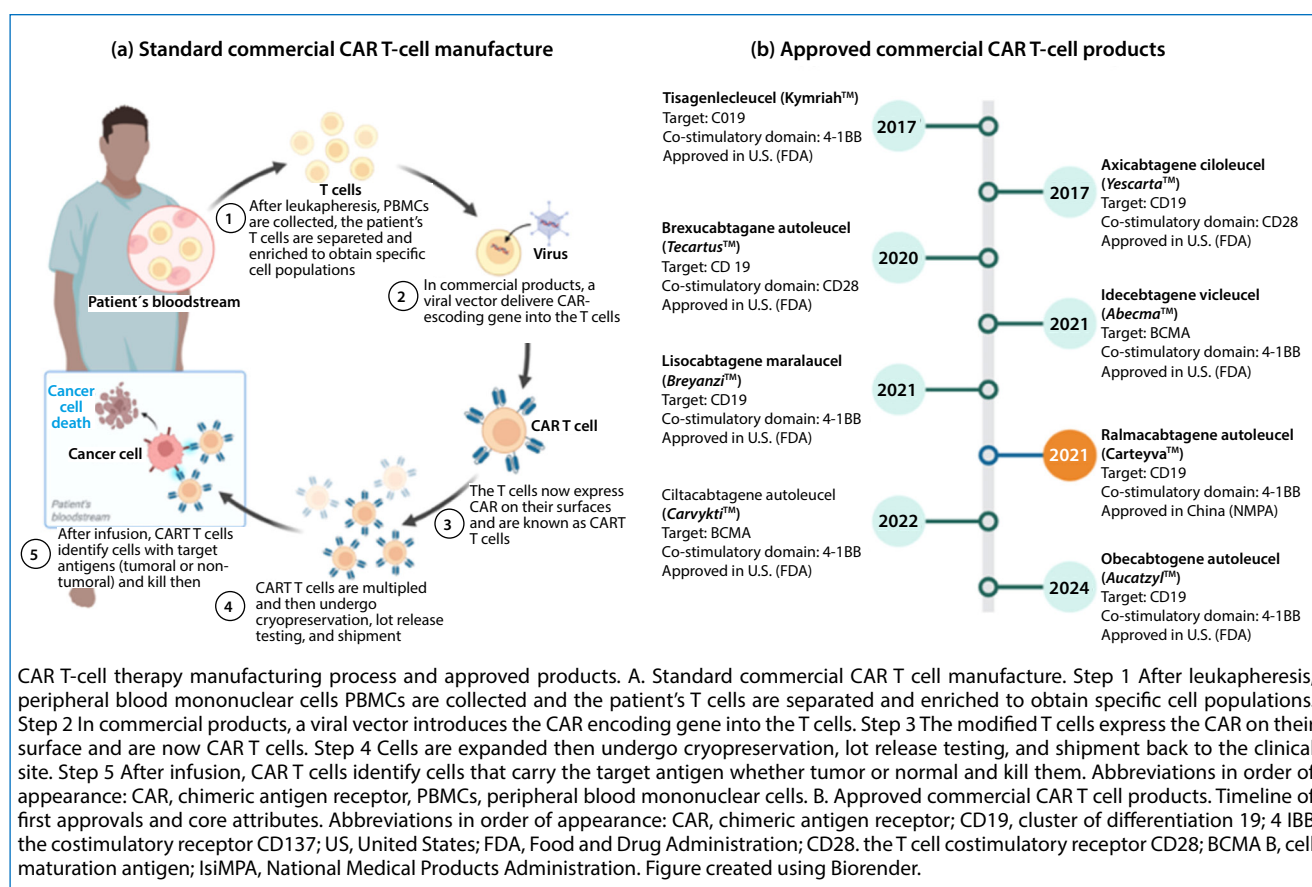 (a) Standard commercial CAR T-cell manufacture
T cells
1
After leukapheresis, PBMCs
are collected, the patient's
T cells are separeted and
enriched to obtain specific
cell populations
Patient´s bloodstream
Virus
2
In commercial products, a
viral vector delivere CAR-
encoding gene into the T cells
CAR T cell
3
The T cells now express
CAR on their surfaces
and are known as CART
T cells
4
CART T cells are multipled
and then undergo
cryopreservation, lot release
testing, and shipment
Cancer
cell
death
Cancer cell
Patient's
bloodstream
5
After infusion, CART T cells
identify cells with target
antigens (tumoral or non-
tumoral) and kill then
(b) Approved commercial CAR T-cell products
Tisagenlecleucel (Kymriah™)
Target: C019
Co-stimulatory domain: 4-1BB
Approved in U.S. (FDA)
2017
Axicabtagene ciloleucel
(Yescarta™)
Target: CD19
Co-stimulatory domain: CD28
Approved in U.S. (FDA)
2017
Brexucabtagane autoleucel
(Tecartus™)
Target: CD 19
Co-stimulatory domain: CD28
Approved in U.S. (FDA)
2020
Idecebtagene vicleucel
(Abecma™)
Target: BCMA
Co-stimulatory domain: 4-1BB
Approved in U.S. (FDA)
2021
Lisocabtagene maralaucel
(Breyanzi™)
Target: CD19
Co-stimulatory domain: 4-1BB
Approved in U.S. (FDA)
2021
Ralmacabtagene autoleucel
(Carteyva™)
Target: CD19
Co-stimulatory domain: 4-1BB
Approved in China (NMPA)
2021
Ciltacabtagene autoleucel
(Carvykti™)
Target: BCMA
Co-stimulatory domain: 4-1BB
Approved in U.S. (FDA)
2022
Obecabtogene autoleucel
(Aucatzyl™)
Target: CD19
Co-stimulatory domain: 4-1BB
Approved in U.S. (FDA)
2024
CAR T-cell therapy manufacturing process and approved products. A. Standard commercial CAR T cell manufacture. Step 1 After leukapheresis,
peripheral blood mononuclear cells PBMCs are collected and the patient's T cells are separated and enriched to obtain specific cell populations.
Step 2 In commercial products, a viral vector introduces the CAR encoding gene into the T cells. Step 3 The modified T cells express the CAR on their
surface and are now CAR T cells. Step 4 Cells are expanded then undergo cryopreservation, lot release testing, and shipment back to the clinical
site. Step 5 After infusion, CAR T cells identify cells that carry the target antigen whether tumor or normal and kill them. Abbreviations in order of
appearance: CAR, chimeric antigen receptor, PBMCs, peripheral blood mononuclear cells. B. Approved commercial CAR T cell products. Timeline of
first approvals and core attributes. Abbreviations in order of appearance: CAR, chimeric antigen receptor; CD19, cluster of differentiation 19; 4 IBB
the costimulatory receptor CD137; US, United States; FDA, Food and Drug Administration; CD28. the T cell costimulatory receptor CD28; BCMA B, cell
maturation antigen; IsiMPA, National Medical Products Administration. Figure created using Biorender.